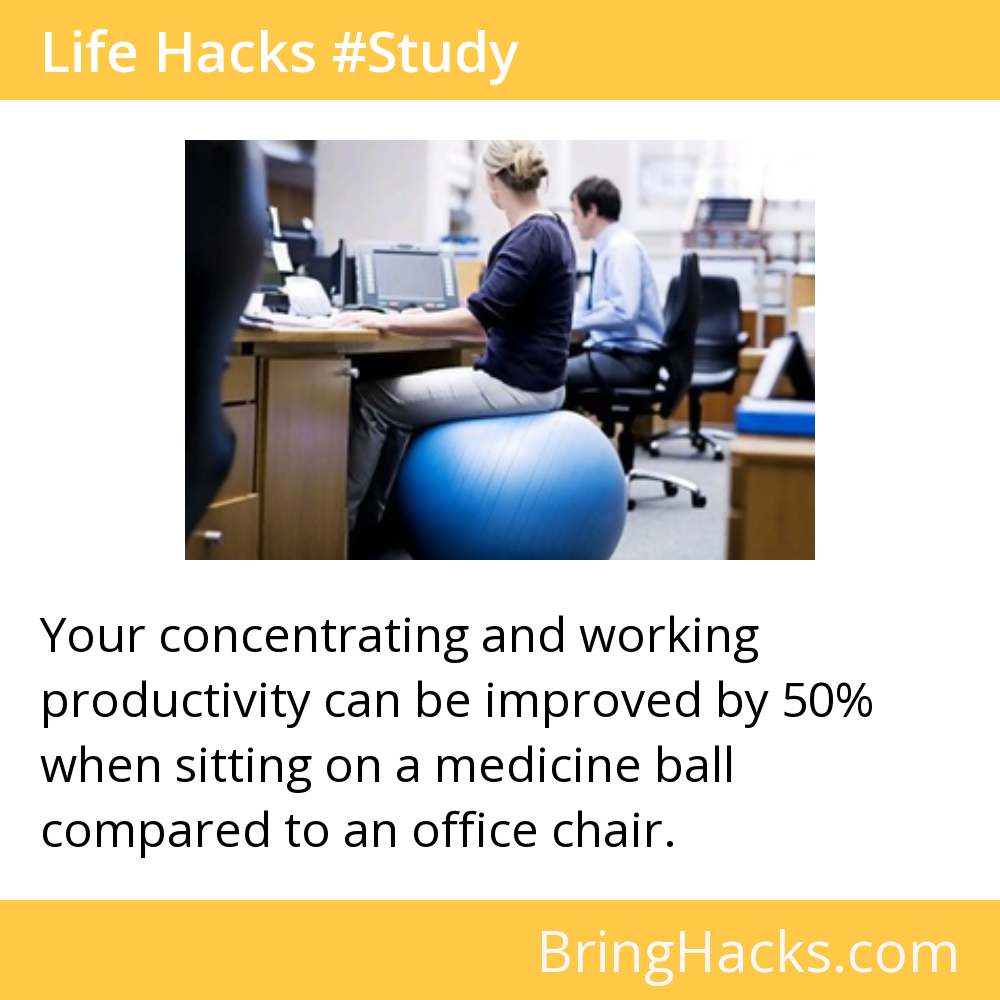 Life Hacks #Study
Your concentrating and working
productivity can be improved by 50%
when sitting on a medicine ball
compared to an office chair.
BringHacks.com